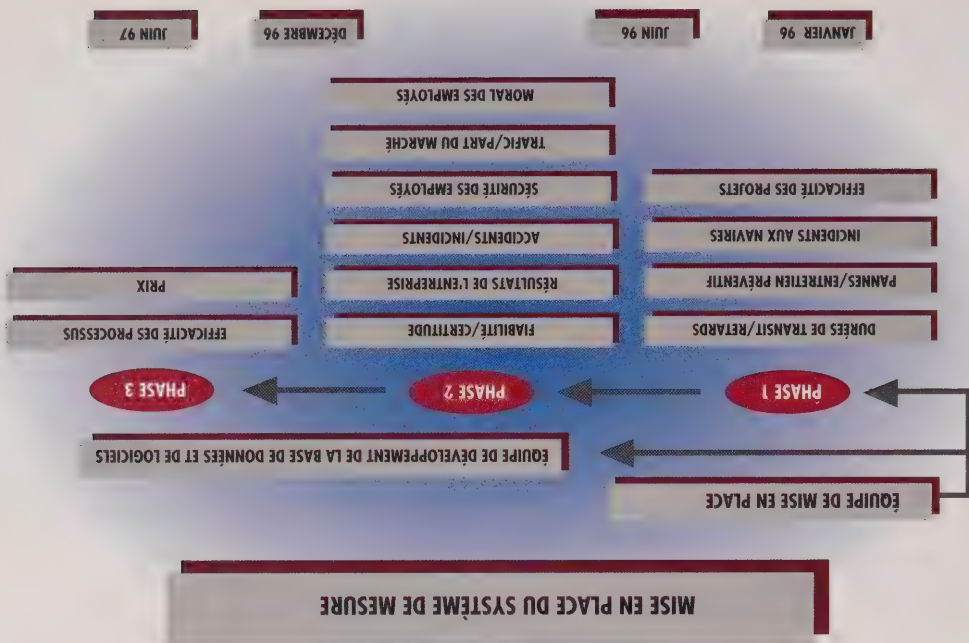 MISE EN PLACE DU SYSTÈME DE MESURE
ÉQUIPE DE MISE EN PLACE
ÉQUIPE DE DÉVELOPPEMENT DE LA BASE DE DONNÉES ET DE LOGICIELS
PHASE 1
DURÉES DE TRANSIT/RETARDS
PANNES/ENTRETIEN PRÉVENTIF
INCIDENTS AUX NAVIRES
EFFICACITÉ DES PROJETS
PHASE 2
FIABILITÉ/CERTITUDE
RÉSULTATS DE L'ENTREPRISE
ACCIDENTS/INCIDENTS
SÉCURITÉ DES EMPLOYÉS
TRAFIC/PART DU MARCHÉ
MORAL DES EMPLOYÉS
PHASE 3
EFFICACITÉ DES PROCESSUS
PRIX
JANVIER 96
JUIN 96
DÉCEMBRE 96
JUIN 97